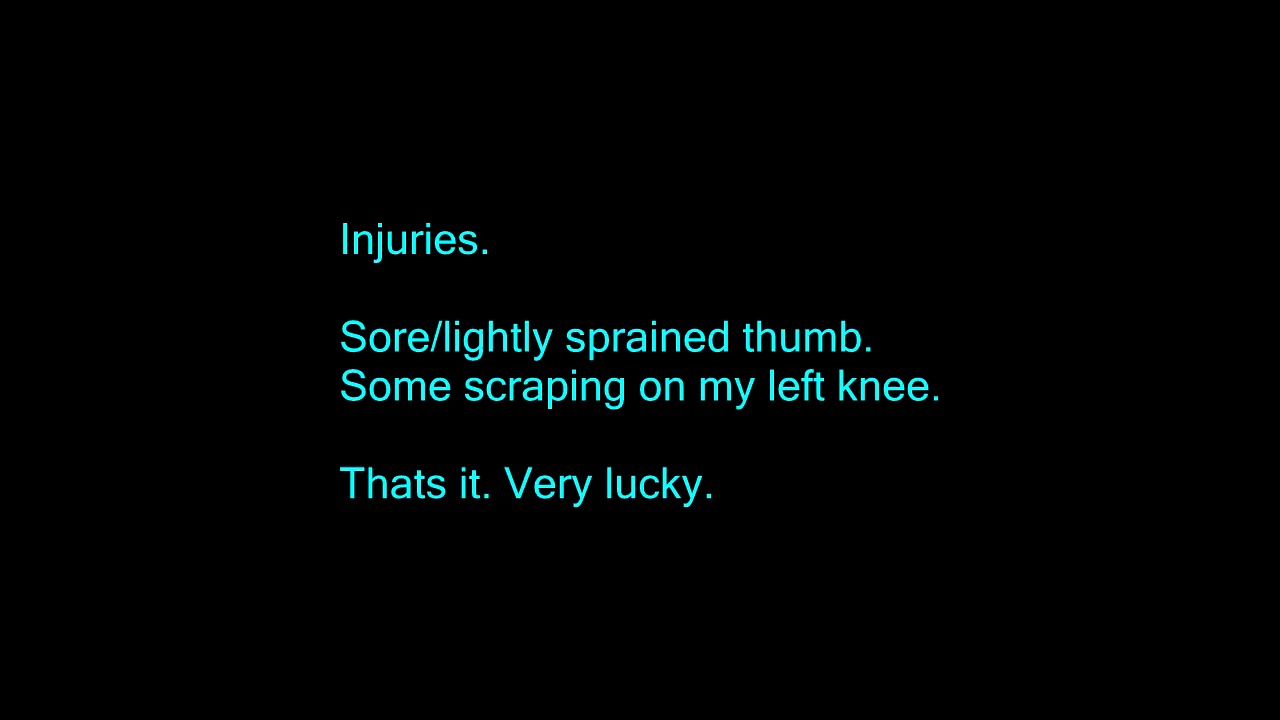 Injuries.
Sore/lightly sprained thumb.
Some scraping on my left knee.
Thats it. Very lucky.